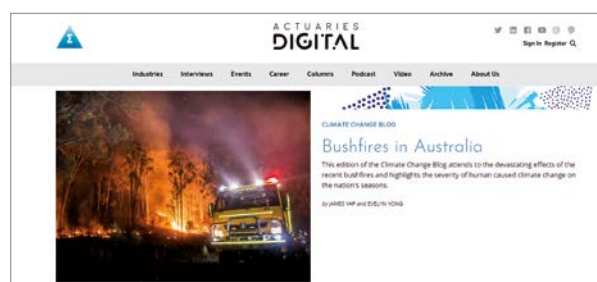 ACTUARIES
DIGITAL
Sign In Register
Industries Interviews Events Career Columns Podcast Video Archive About Us
CLIMATE CHANGE BLOG
Bushfires in Australia
This edition of the Climate Change Blog attends to the devastating effects of the
recent bushfires and highlights the severity of human caused climate change on
the nation's seasons.
by JAMES YAP and EVELYN YONG